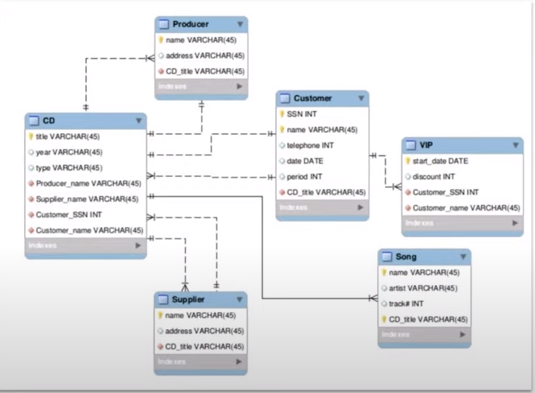 Producer
name VARCHAR(45)
address VARCHAR(45)
CD_title VARCHAR(45)
Indexes
CD
title VARCHAR(45)
year VARCHAR(45)
type VARCHAR(45)
Producer_name VARCHAR(45)
Supplier_name VARCHAR(45)
Customer_SSN INT
Customer_name VARCHAR(45)
Indexes
Customer
SSN INT
name VARCHAR(45)
telephone INT
date DATE
period INT
CD_title VARCHAR(45)
Indexes
VIP
start_date DATE
discount INT
Customer_SSN INT
Customer_name VARCHAR(45)
Indexes
Supplier
name VARCHAR(45)
address VARCHAR(45)
CD_title VARCHAR(45)
Indexes
Song
name VARCHAR(45)
artist VARCHAR(45)
track# INT
CD_title VARCHAR(45)
Indexes